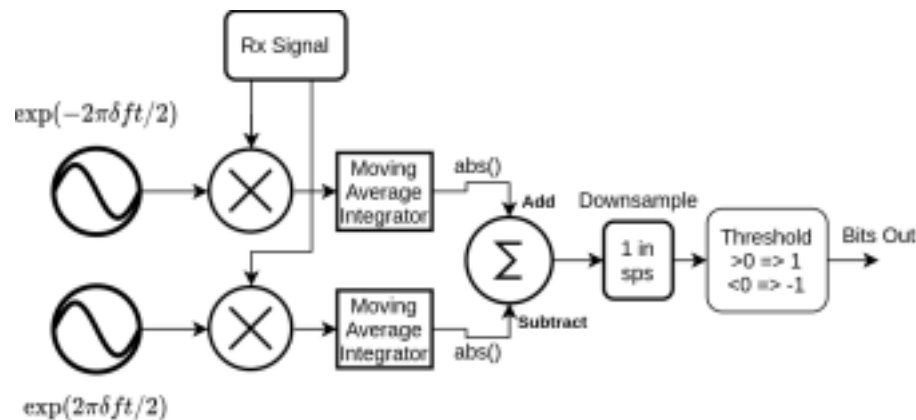 Rx Signal
exp(−2πδft/2)
Moving
Average
Integrator
abs()
Add
Σ
Downsample
1 in
sps
Threshold
>0 => 1
<0 => -1
Bits Out
Moving
Average
Integrator
abs()
Subtract
exp(2πδft/2)